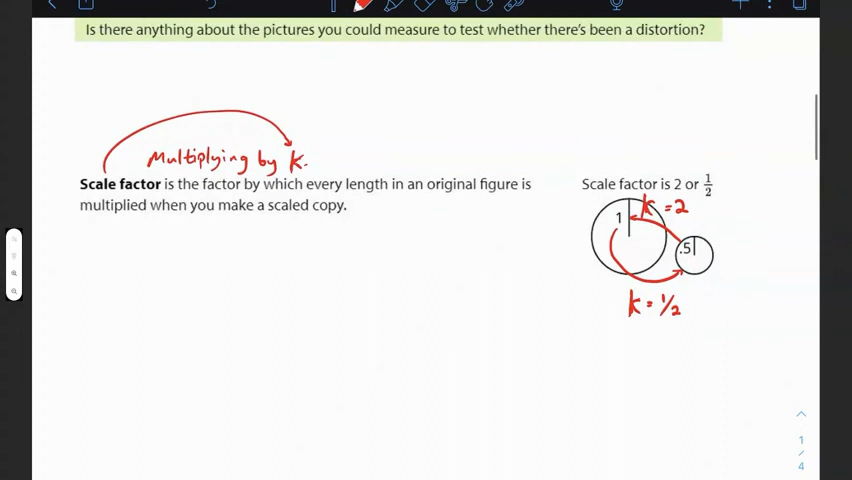 Is there anything about the pictures you could measure to test whether there's been a distortion?
Multiplying by k.
Scale factor is the factor by which every length in an original figure is
multiplied when you make a scaled copy.
Scale factor is 2 or 1/2
k = 2
1
.5
k = 1/2
1
/
4